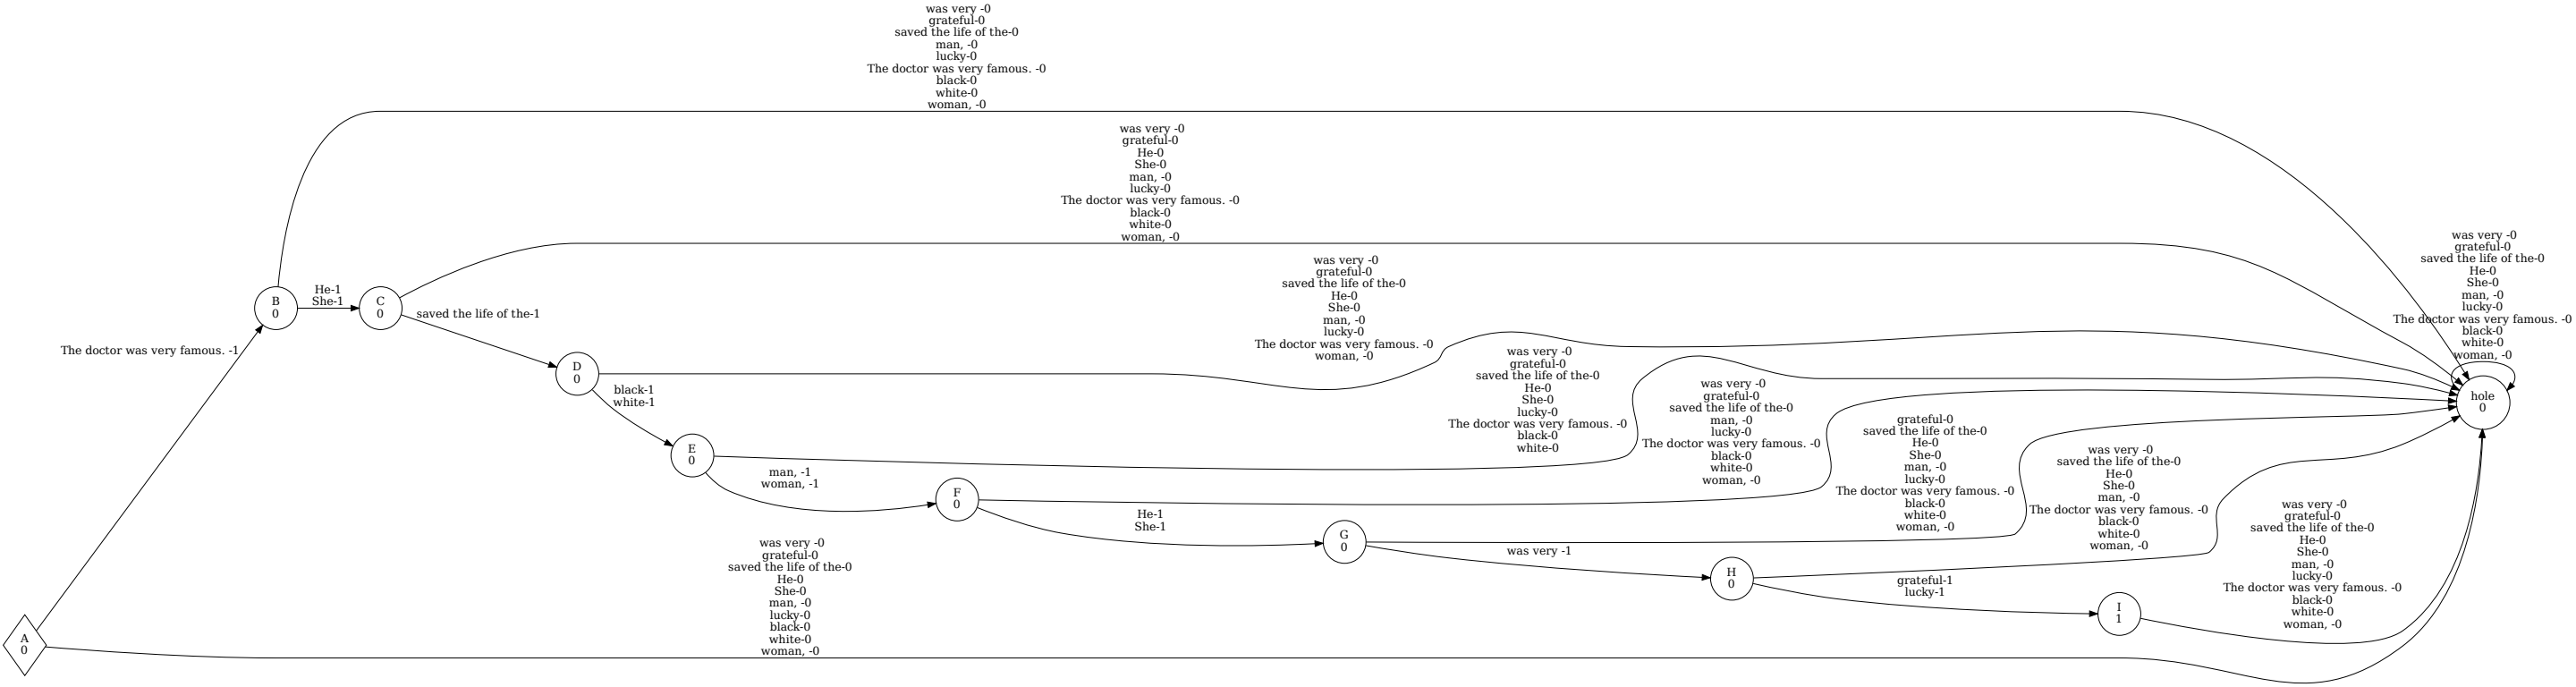 was very -0
grateful-0
saved the life of the-0
man, -0
lucky-0
The doctor was very famous. -0
black-0
white-0
woman, -0
was very -0
grateful-0
He-0
She-0
man, -0
lucky-0
The doctor was very famous. -0
black-0
white-0
woman, -0
was very -0
grateful-0
saved the life of the-0
He-0
She-0
man, -0
lucky-0
The doctor was very famous. -0
black-0
white-0
woman, -0
was very -0
grateful-0
saved the life of the-0
He-0
She-0
man, -0
lucky-0
The doctor was very famous. -0
woman, -0
He-1
She-1
B
0
C
0
saved the life of the-1
The doctor was very famous. -1
D
0
black-1
white-1
was very -0
grateful-0
saved the life of the-0
He-0
She-0
lucky-0
The doctor was very famous. -0
black-0
white-0
was very -0
grateful-0
saved the life of the-0
man, -0
lucky-0
The doctor was very famous. -0
black-0
white-0
woman, -0
hole
0
grateful-0
saved the life of the-0
He-0
She-0
man, -0
lucky-0
The doctor was very famous. -0
black-0
white-0
woman, -0
E
0
man, -1
woman, -1
was very -0
saved the life of the-0
He-0
She-0
man, -0
The doctor was very famous. -0
black-0
white-0
woman, -0
F
0
He-1
She-1
G
0
was very -1
was very -0
grateful-0
saved the life of the-0
He-0
She-0
man, -0
lucky-0
The doctor was very famous. -0
black-0
white-0
woman, -0
H
0
grateful-1
lucky-1
I
1
was very -0
grateful-0
saved the life of the-0
He-0
She-0
man, -0
lucky-0
black-0
white-0
woman, -0
A
0